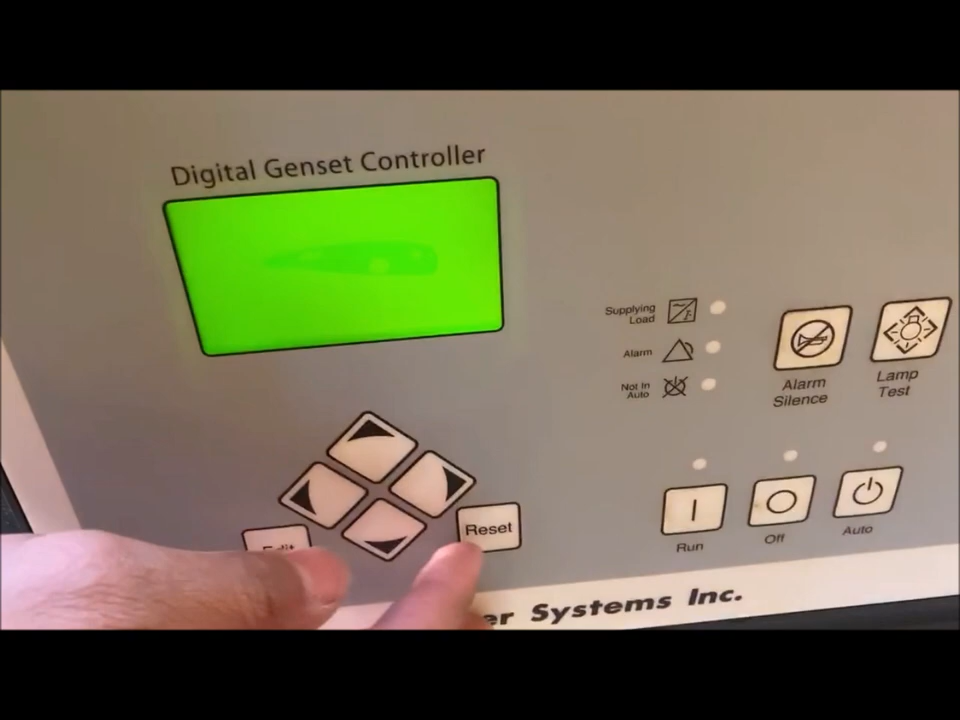 Digital Genset Controller
Supplying
Load
Alarm
Not In
Auto
Alarm
Silence
Lamp
Test
Reset
Run
Off
Auto
Systems Inc.